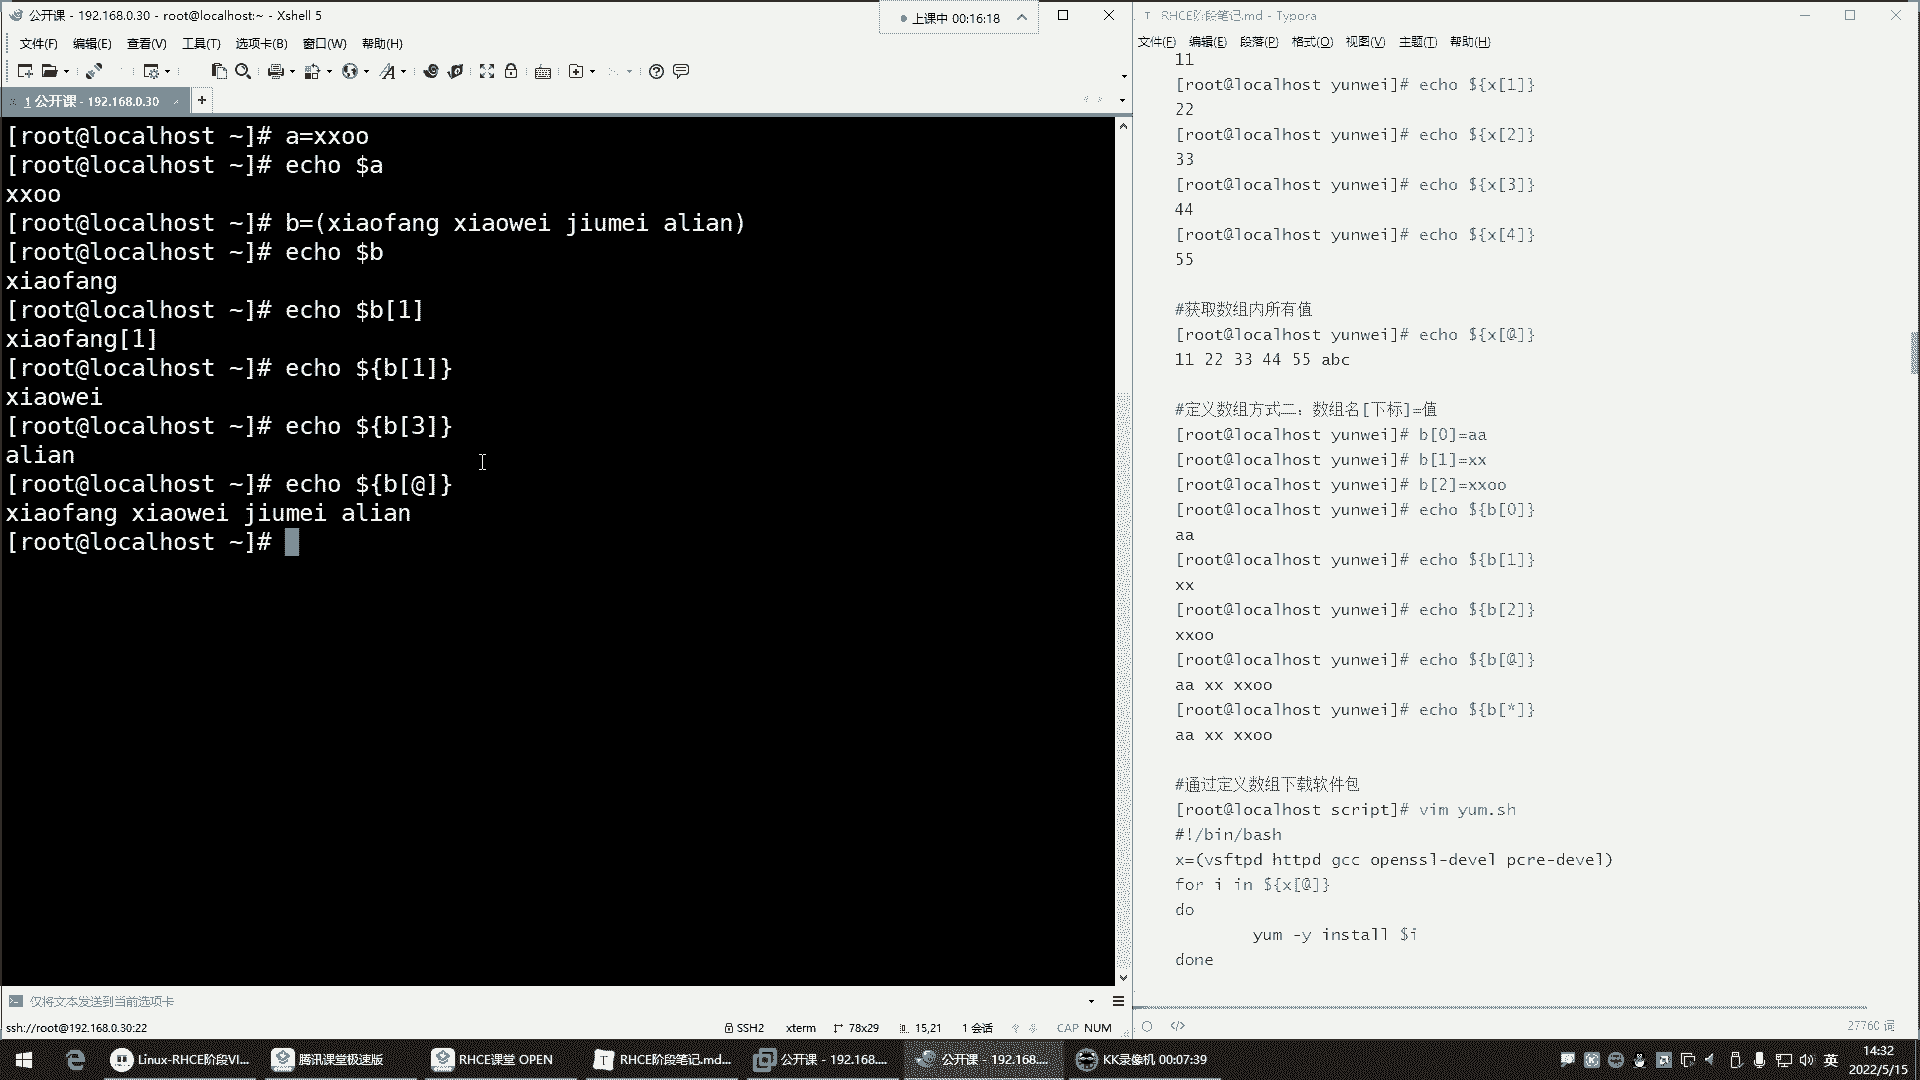 公开课 - 192.168.0.30 - root@localhost:~ - Xshell 5
上课中 00:16:18
文件(F) 编辑(E) 查看(V) 工具(T) 选项卡(B) 窗口(W) 帮助(H)
1 公开课 - 192.168.0.30
[root@localhost ~]# a=xxoo
[root@localhost ~]# echo $a
xxoo
[root@localhost ~]# b=(xiaofang xiaowei jiumei alian)
[root@localhost ~]# echo $b
xiaofang
[root@localhost ~]# echo $b[1]
xiaofang[1]
[root@localhost ~]# echo ${b[1]}
xiaowei
[root@localhost ~]# echo ${b[3]}
alian
[root@localhost ~]# echo ${b[@]}
xiaofang xiaowei jiumei alian
[root@localhost ~]#
仅将文本发送到当前选项卡
ssh://root@192.168.0.30:22 SSH2 xterm 78x29 15,21 1 会话 CAP NUM
RHCE阶段笔记.md - Typora
文件(F) 编辑(E) 段落(P) 格式(O) 视图(V) 主题(T) 帮助(H)
11
[root@localhost yunwei]# echo ${x[1]}
22
[root@localhost yunwei]# echo ${x[2]}
33
[root@localhost yunwei]# echo ${x[3]}
44
[root@localhost yunwei]# echo ${x[4]}
55
#获取数组内所有值
[root@localhost yunwei]# echo ${x[@]}
11 22 33 44 55 abc
#定义数组方式二：数组名[下标]=值
[root@localhost yunwei]# b[0]=aa
[root@localhost yunwei]# b[1]=xx
[root@localhost yunwei]# b[2]=xxoo
[root@localhost yunwei]# echo ${b[0]}
aa
[root@localhost yunwei]# echo ${b[1]}
xx
[root@localhost yunwei]# echo ${b[2]}
xxoo
[root@localhost yunwei]# echo ${b[@]}
aa xx xxoo
[root@localhost yunwei]# echo ${b[*]}
aa xx xxoo
#通过定义数组下载软件包
[root@localhost script]# vim yum.sh
#!/bin/bash
x=(vsftpd httpd gcc openssl-devel pcre-devel)
for i in ${x[@]}
do
yum -y install $i
done
27760 词
Linux-RHCE阶段VI... 腾讯课堂极速版 RHCE课堂 OPEN RHCE阶段笔记.md... 公开课 - 192.168.... 公开课 - 192.168.... KK录像机 00:07:39 英
14:32
2022/5/15